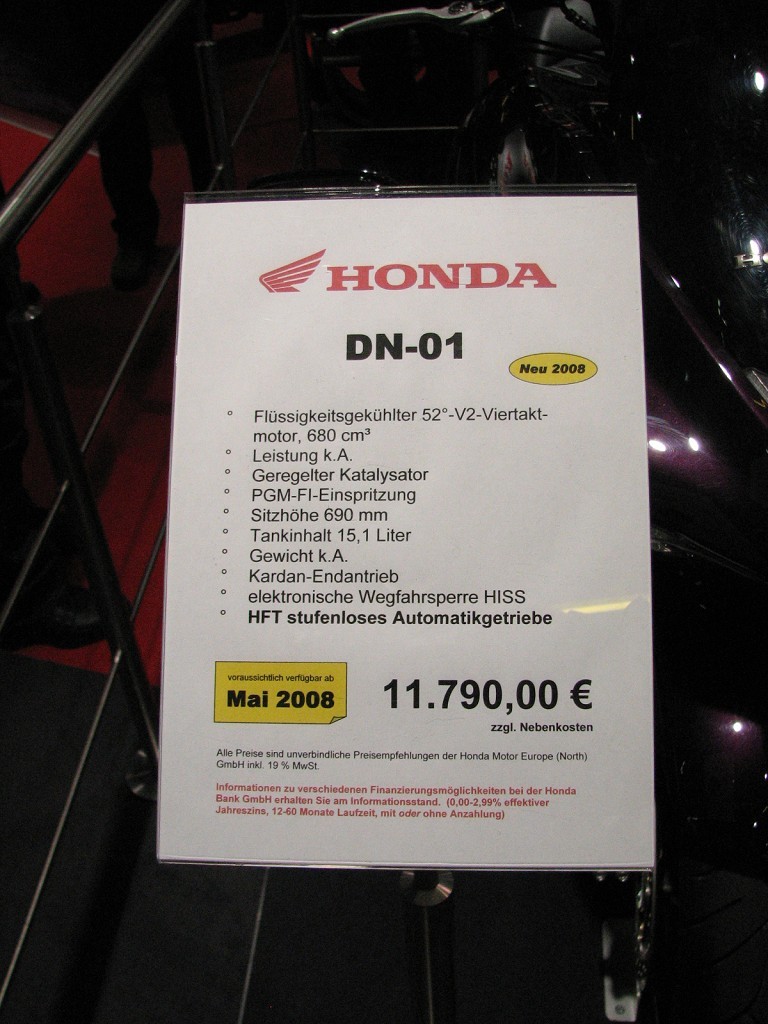 HONDA
DN-01
Neu 2008
° Flüssigkeitsgekühlter 52°-V2-Viertakt-
motor, 680 cm³
° Leistung k.A.
° Geregelter Katalysator
° PGM-FI-Einspritzung
° Sitzhöhe 690 mm
° Tankinhalt 15,1 Liter
° Gewicht k.A.
° Kardan-Endantrieb
° elektronische Wegfahrsperre HISS
° HFT stufenloses Automatikgetriebe
voraussichtlich verfügbar ab
Mai 2008
11.790,00 €
zzgl. Nebenkosten
Alle Preise sind unverbindliche Preisempfehlungen der Honda Motor Europe (North)
GmbH inkl. 19 % MwSt.
Informationen zu verschiedenen Finanzierungsmöglichkeiten bei der Honda
Bank GmbH erhalten Sie am Informationsstand. (0,00-2,99% effektiver
Jahreszins, 12-60 Monate Laufzeit, mit oder ohne Anzahlung)